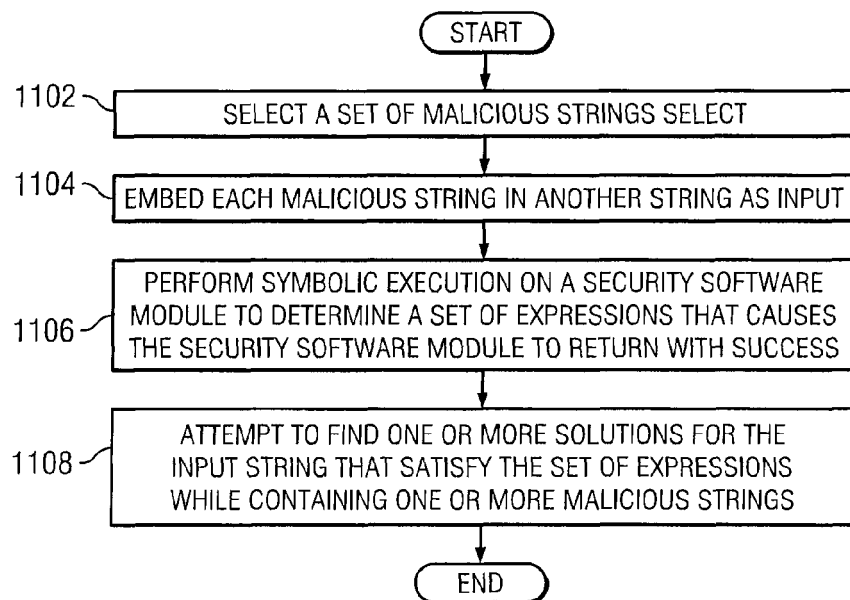 START
1102
SELECT A SET OF MALICIOUS STRINGS SELECT
1104
EMBED EACH MALICIOUS STRING IN ANOTHER STRING AS INPUT
1106
PERFORM SYMBOLIC EXECUTION ON A SECURITY SOFTWARE
MODULE TO DETERMINE A SET OF EXPRESSIONS THAT CAUSES
THE SECURITY SOFTWARE MODULE TO RETURN WITH SUCCESS
1108
ATTEMPT TO FIND ONE OR MORE SOLUTIONS FOR THE
INPUT STRING THAT SATISFY THE SET OF EXPRESSIONS
WHILE CONTAINING ONE OR MORE MALICIOUS STRINGS
END